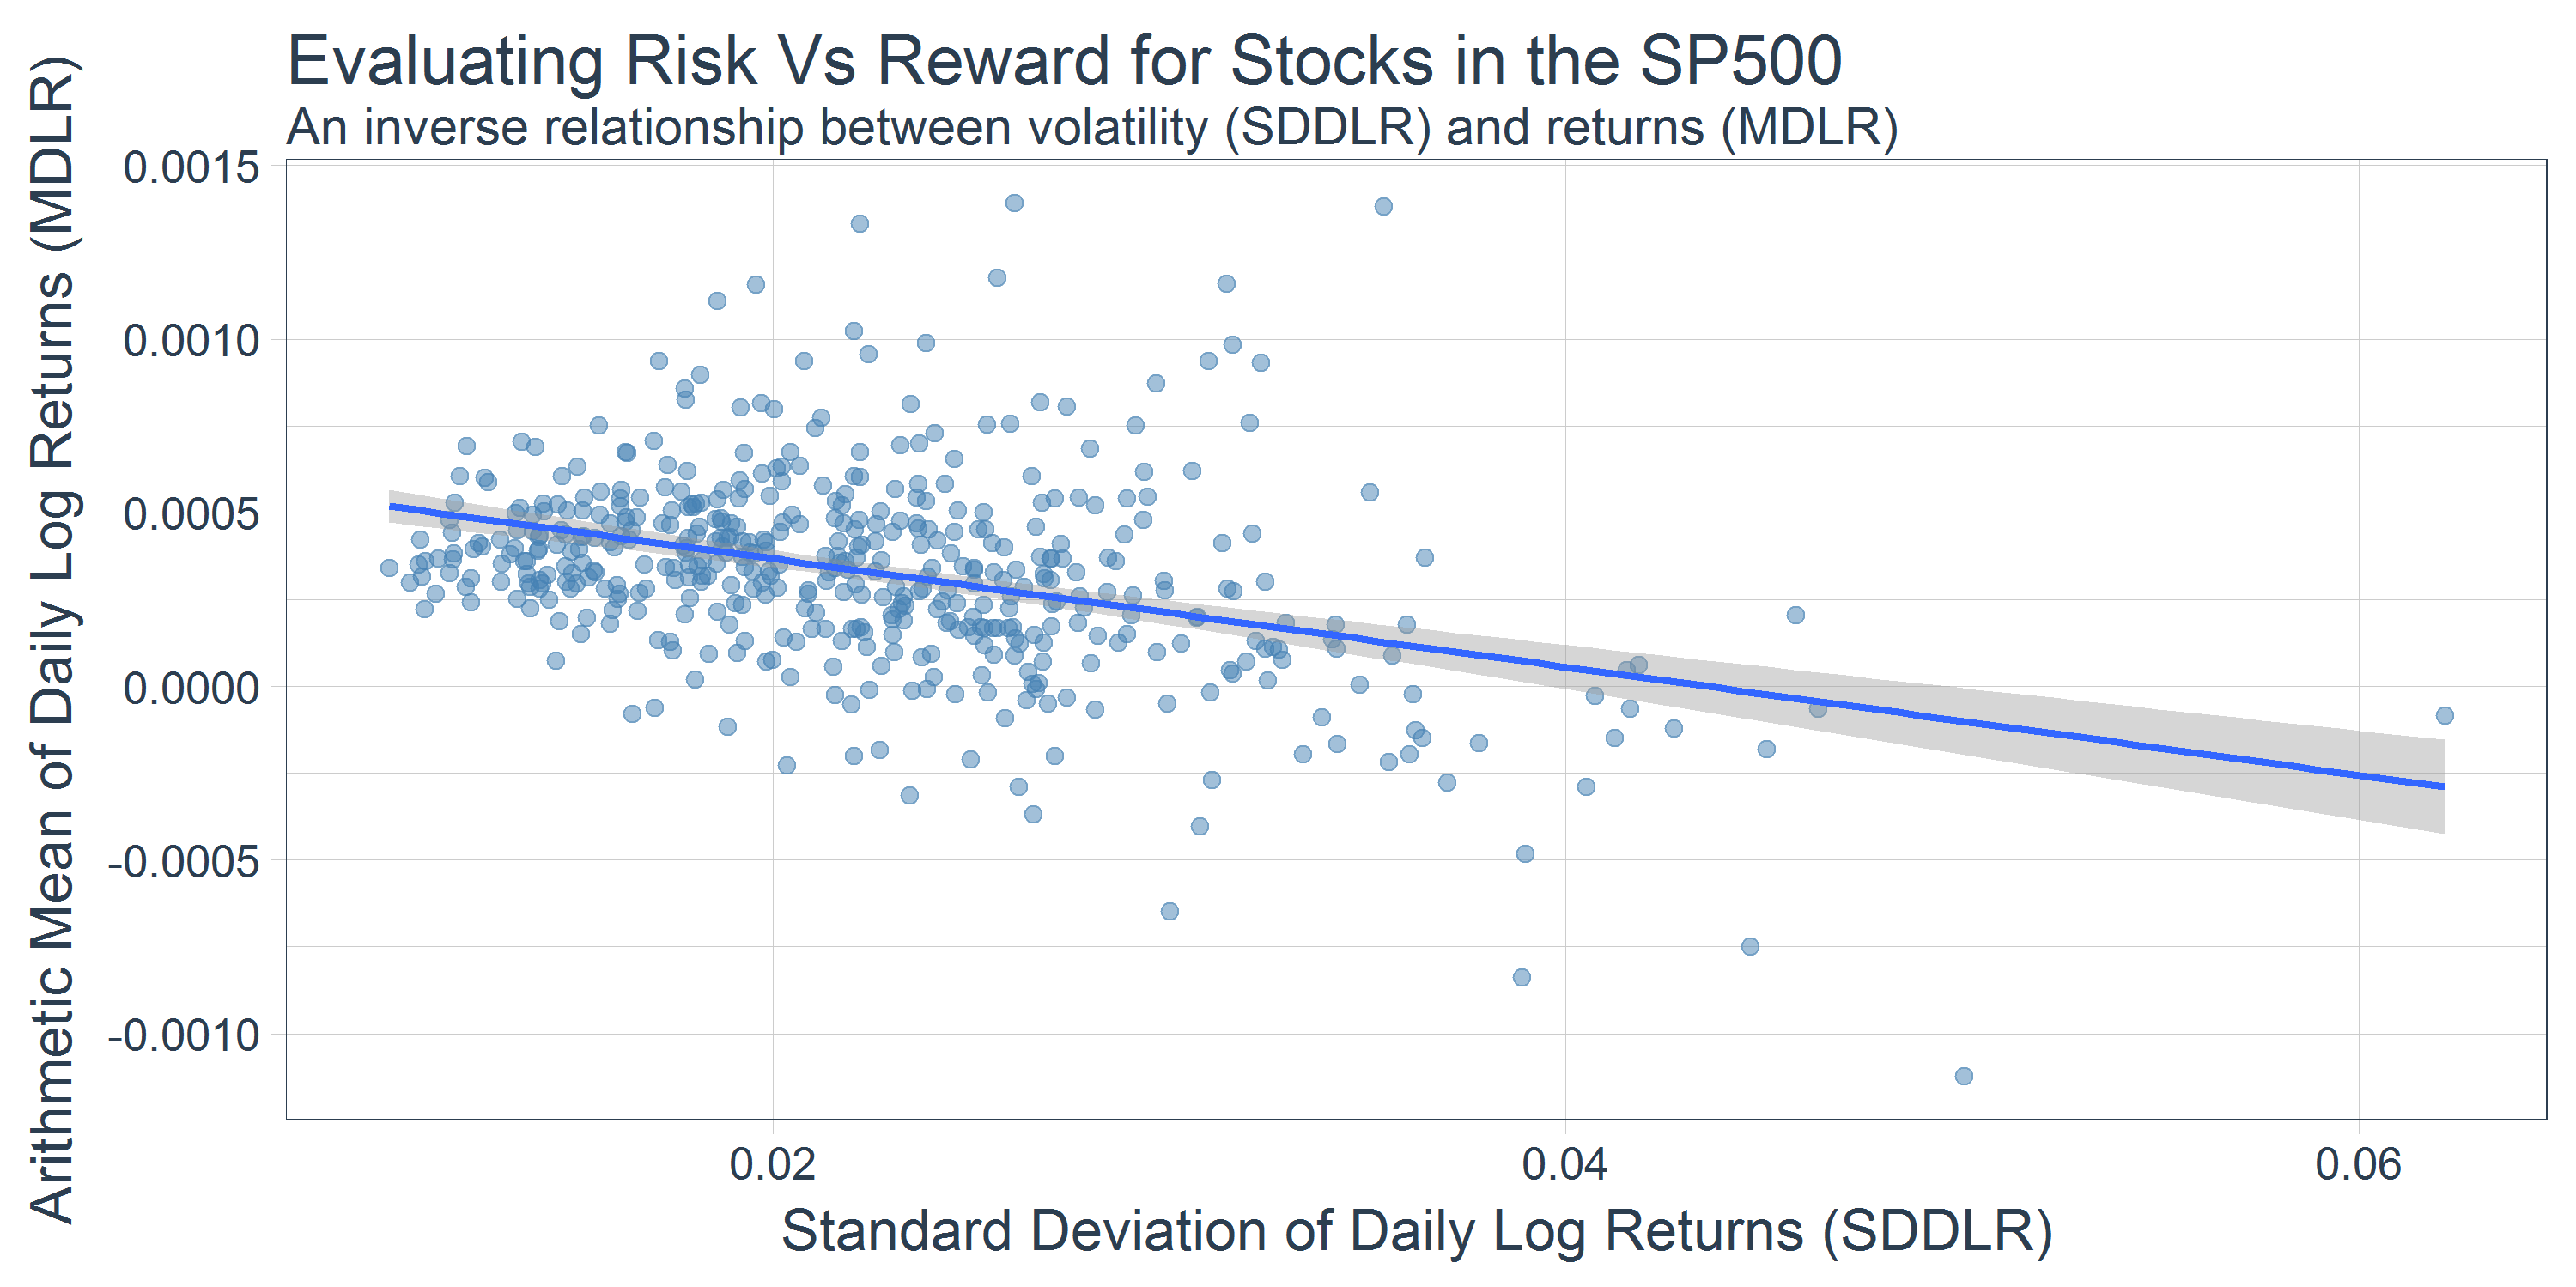 Evaluating Risk Vs Reward for Stocks in the SP500
An inverse relationship between volatility (SDDLR) and returns (MDLR)
Arithmetic Mean of Daily Log Returns (MDLR)
0.0015
0.0010
0.0005
0.0000
-0.0005
-0.0010
0.02 0.04 0.06
Standard Deviation of Daily Log Returns (SDDLR)